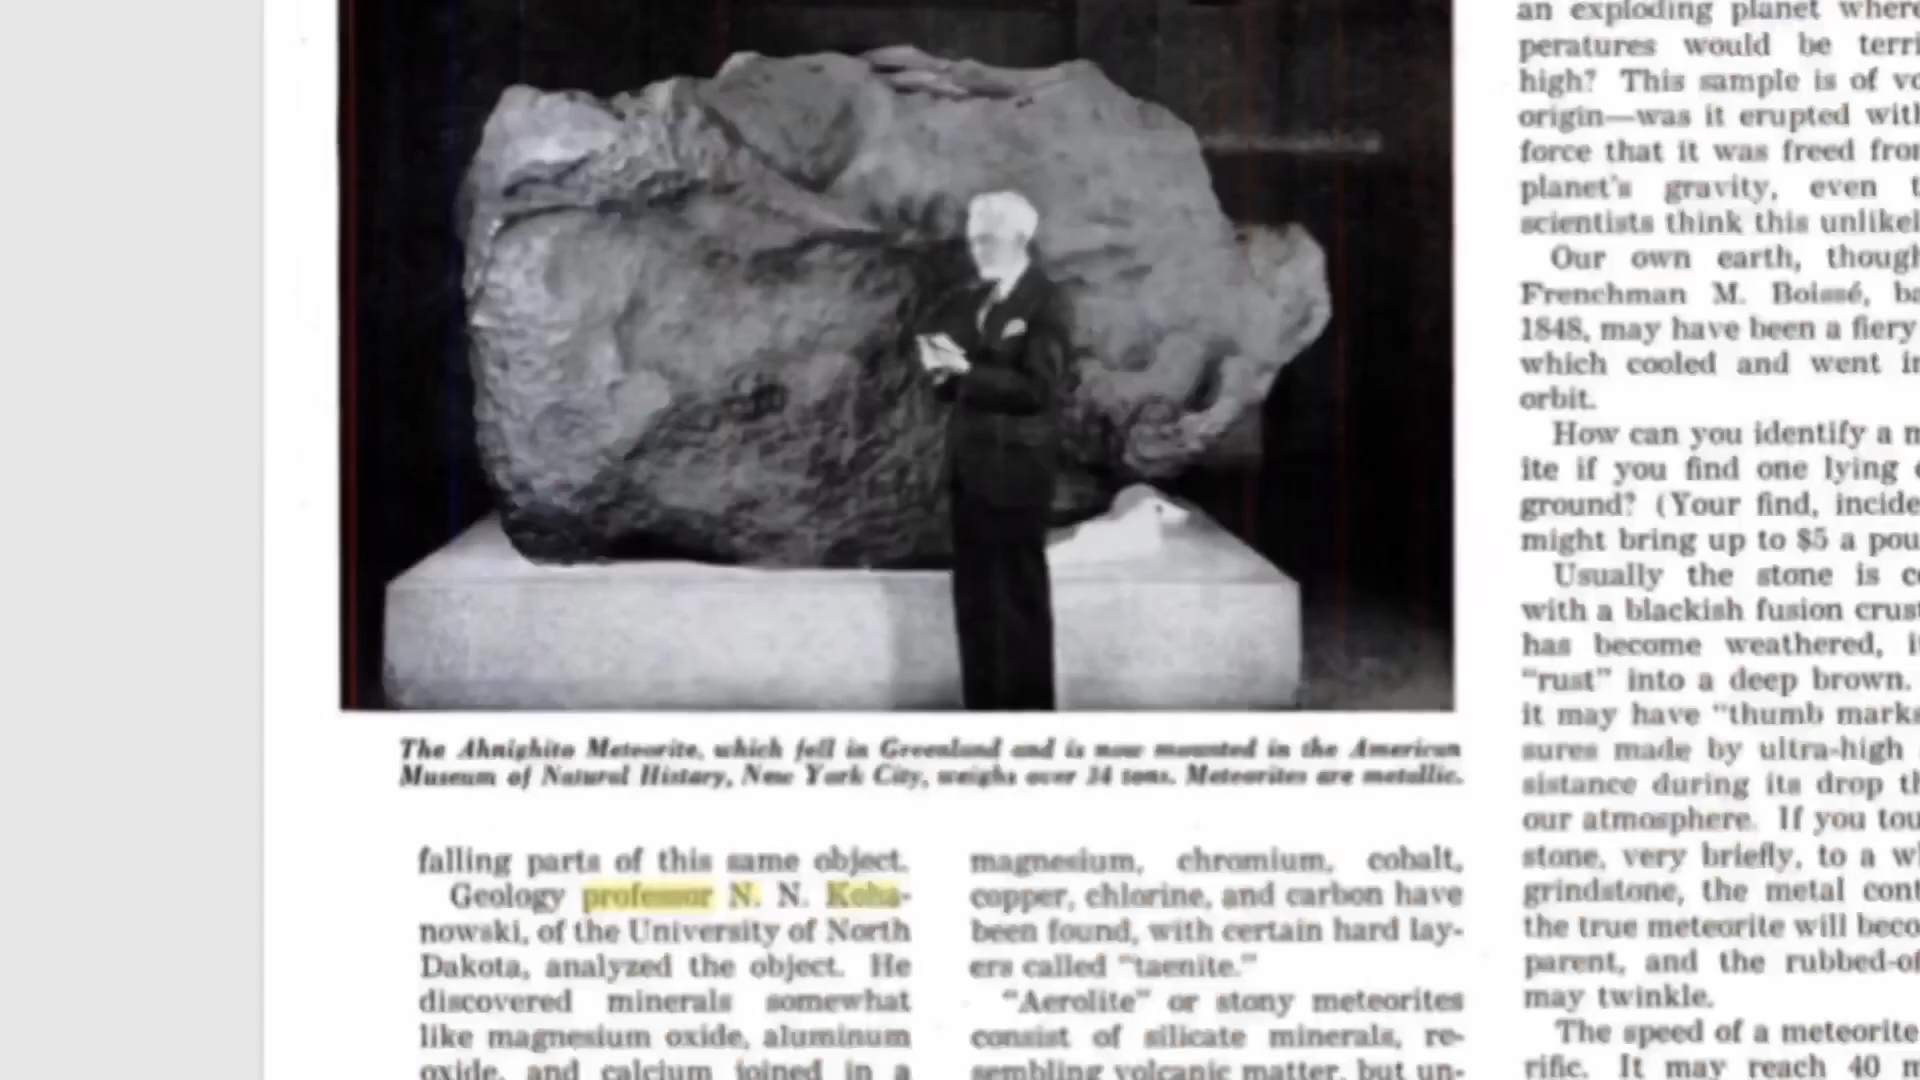 The Ahnighito Meteorite, which fell in Greenland and is now mounted in the American
Museum of Natural History, New York City, weighs over 34 tons. Meteorites are metallic.
falling parts of this same object.
Geology professor N. N. Koha-
nowski, of the University of North
Dakota, analyzed the object. He
discovered minerals somewhat
like magnesium oxide, aluminum
oxide, and calcium joined in a
magnesium, chromium, cobalt,
copper, chlorine, and carbon have
been found, with certain hard lay-
ers called "taenite."
"Aerolite" or stony meteorites
consist of silicate minerals, re-
sembling volcanic matter, but un-
an exploding planet where
peratures would be terri
high? This sample is of vo
origin—was it erupted with
force that it was freed from
planet's gravity, even t
scientists think this unlikel
Our own earth, though
Frenchman M. Boissé, ba
1848, may have been a fiery
which cooled and went in
orbit.
How can you identify a m
ite if you find one lying o
ground? (Your find, incide
might bring up to $5 a pou
Usually the stone is co
with a blackish fusion crust
has become weathered, it
"rust" into a deep brown.
it may have "thumb marks
sures made by ultra-high
sistance during its drop th
our atmosphere. If you tou
stone, very briefly, to a wh
grindstone, the metal cont
the true meteorite will beco
parent, and the rubbed-of
may twinkle.
The speed of a meteorite
rific. It may reach 40 m